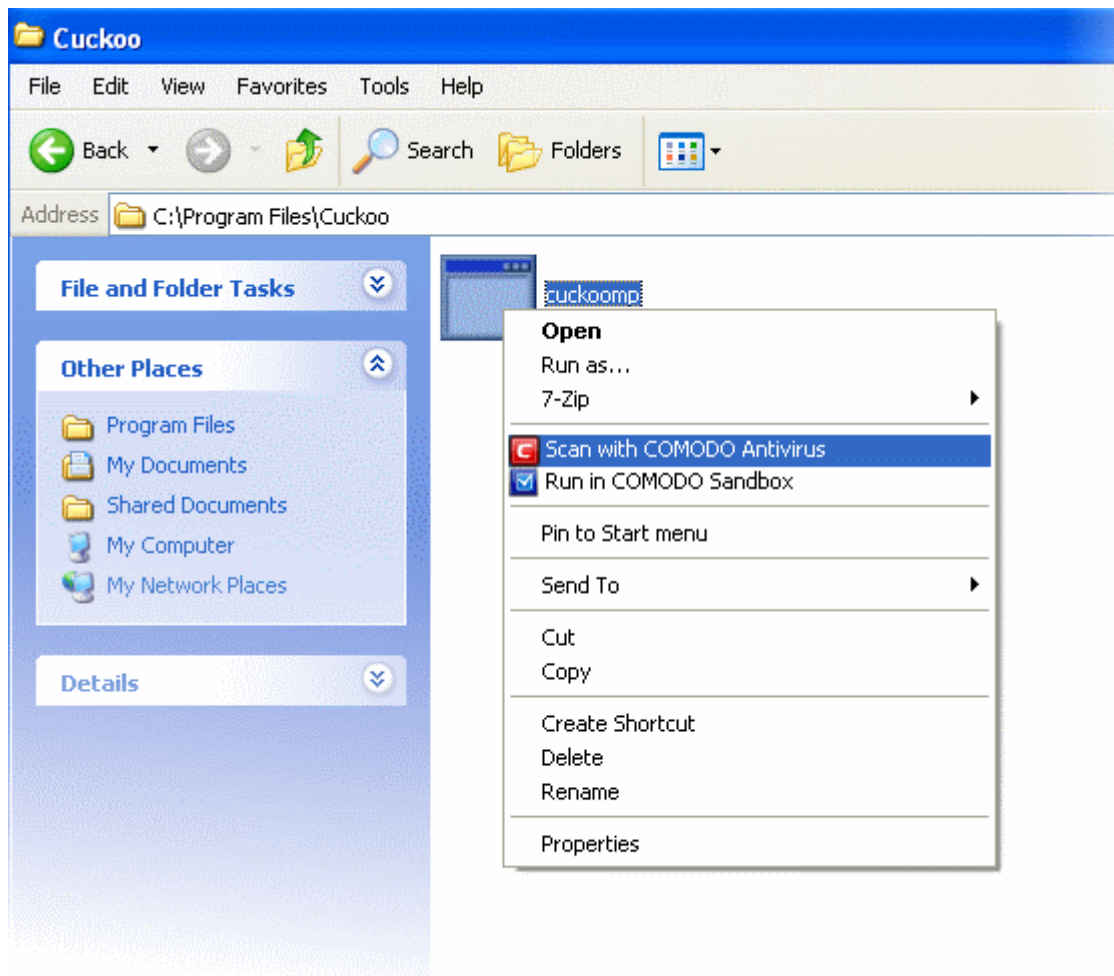 Cuckoo
File Edit View Favorites Tools Help
Back Search Folders
Address C:\Program Files\Cuckoo
File and Folder Tasks
Other Places
Program Files
My Documents
Shared Documents
My Computer
My Network Places
Details
cuckoomp
Open
Run as...
7-Zip
Scan with COMODO Antivirus
Run in COMODO Sandbox
Pin to Start menu
Send To
Cut
Copy
Create Shortcut
Delete
Rename
Properties